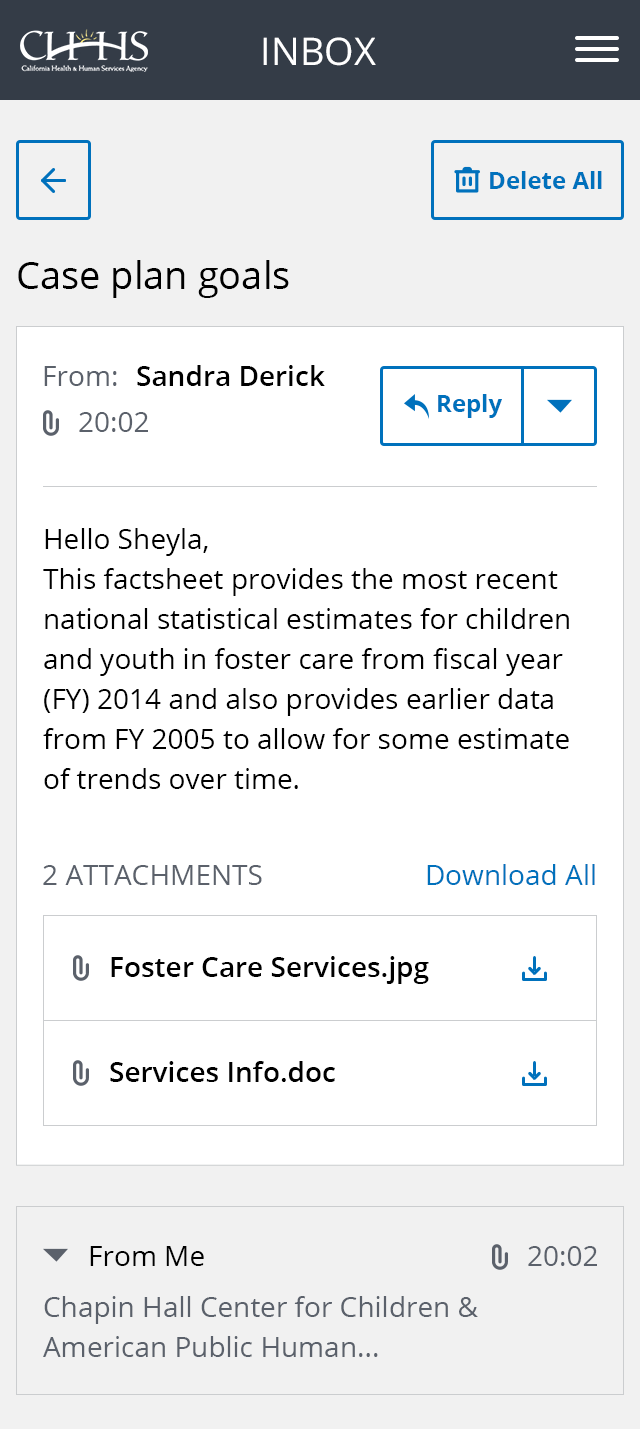 CHHS
California Health & Human Services Agency
INBOX
Delete All
Case plan goals
From: Sandra Derick
20:02
Reply
Hello Sheyla,
This factsheet provides the most recent
national statistical estimates for children
and youth in foster care from fiscal year
(FY) 2014 and also provides earlier data
from FY 2005 to allow for some estimate
of trends over time.
2 ATTACHMENTS Download All
Foster Care Services.jpg
Services Info.doc
From Me 20:02
Chapin Hall Center for Children &
American Public Human...